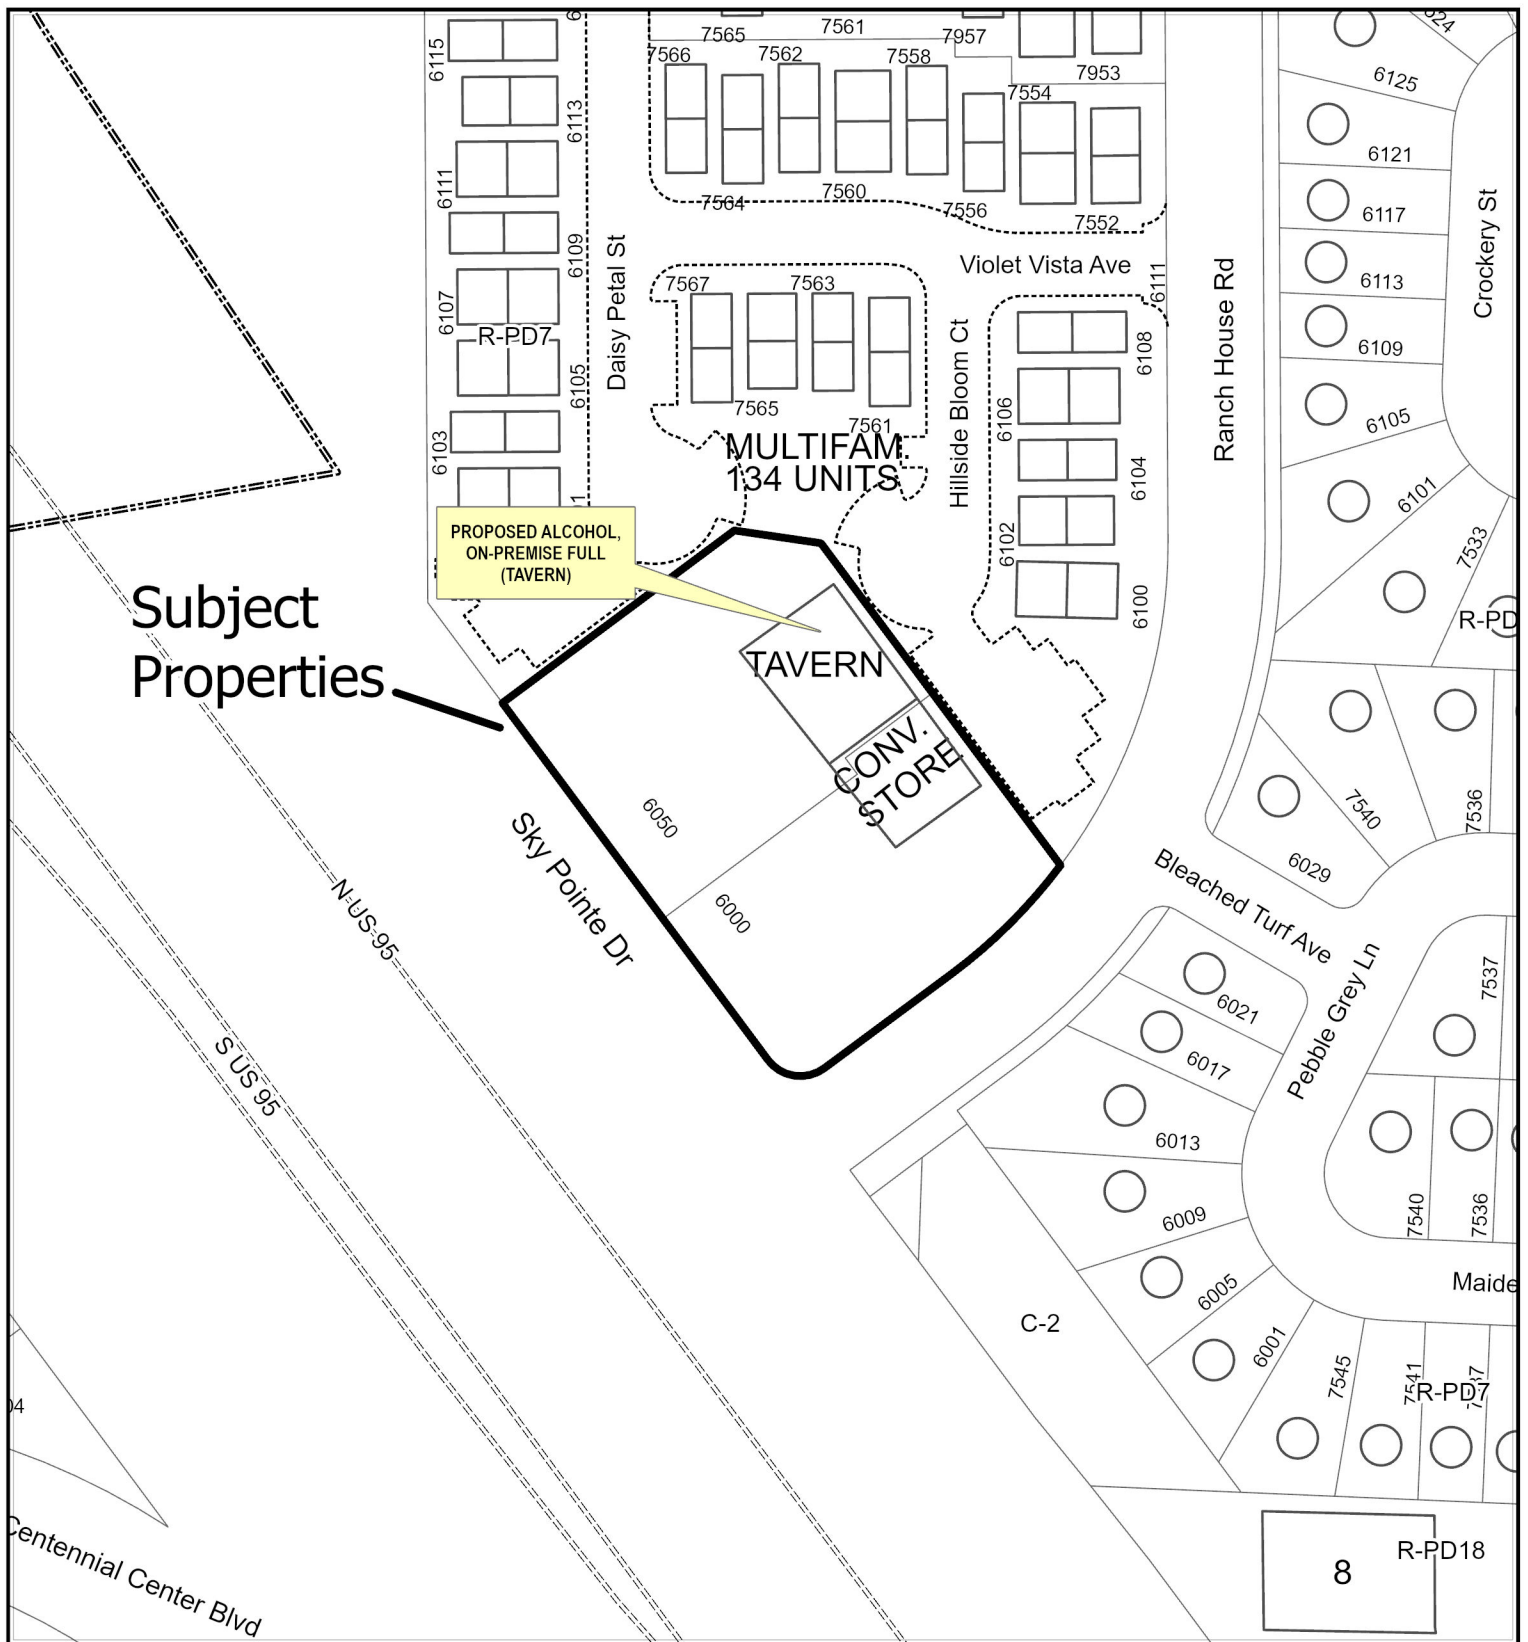 6115
6113
6111
6109
6107
R-PD7
6105
6103
7565
7561
7957
7566
7562
7558
7953
7554
7564
7560
7556
7552
Daisy Petal St
Violet Vista Ave
6111
7567
7563
7565
7561
MULTIFAM.
134 UNITS
Hillside Bloom Ct
6108
6106
6104
6102
6100
Ranch House Rd
6125
6121
6117
6113
6109
6105
6101
7533
Crockery St
R-PD
PROPOSED ALCOHOL,
ON-PREMISE FULL
(TAVERN)
Subject
Properties
TAVERN
CONV.
STORE
6050
6000
Sky Pointe Dr
N US 95
S US 95
7540
7536
6029
Bleached Turf Ave
Pebble Grey Ln
7537
6021
6017
6013
6009
6005
6001
7540
7536
Maide
C-2
7545
7541
R-PD7
R-PD18
8
04
Centennial Center Blvd